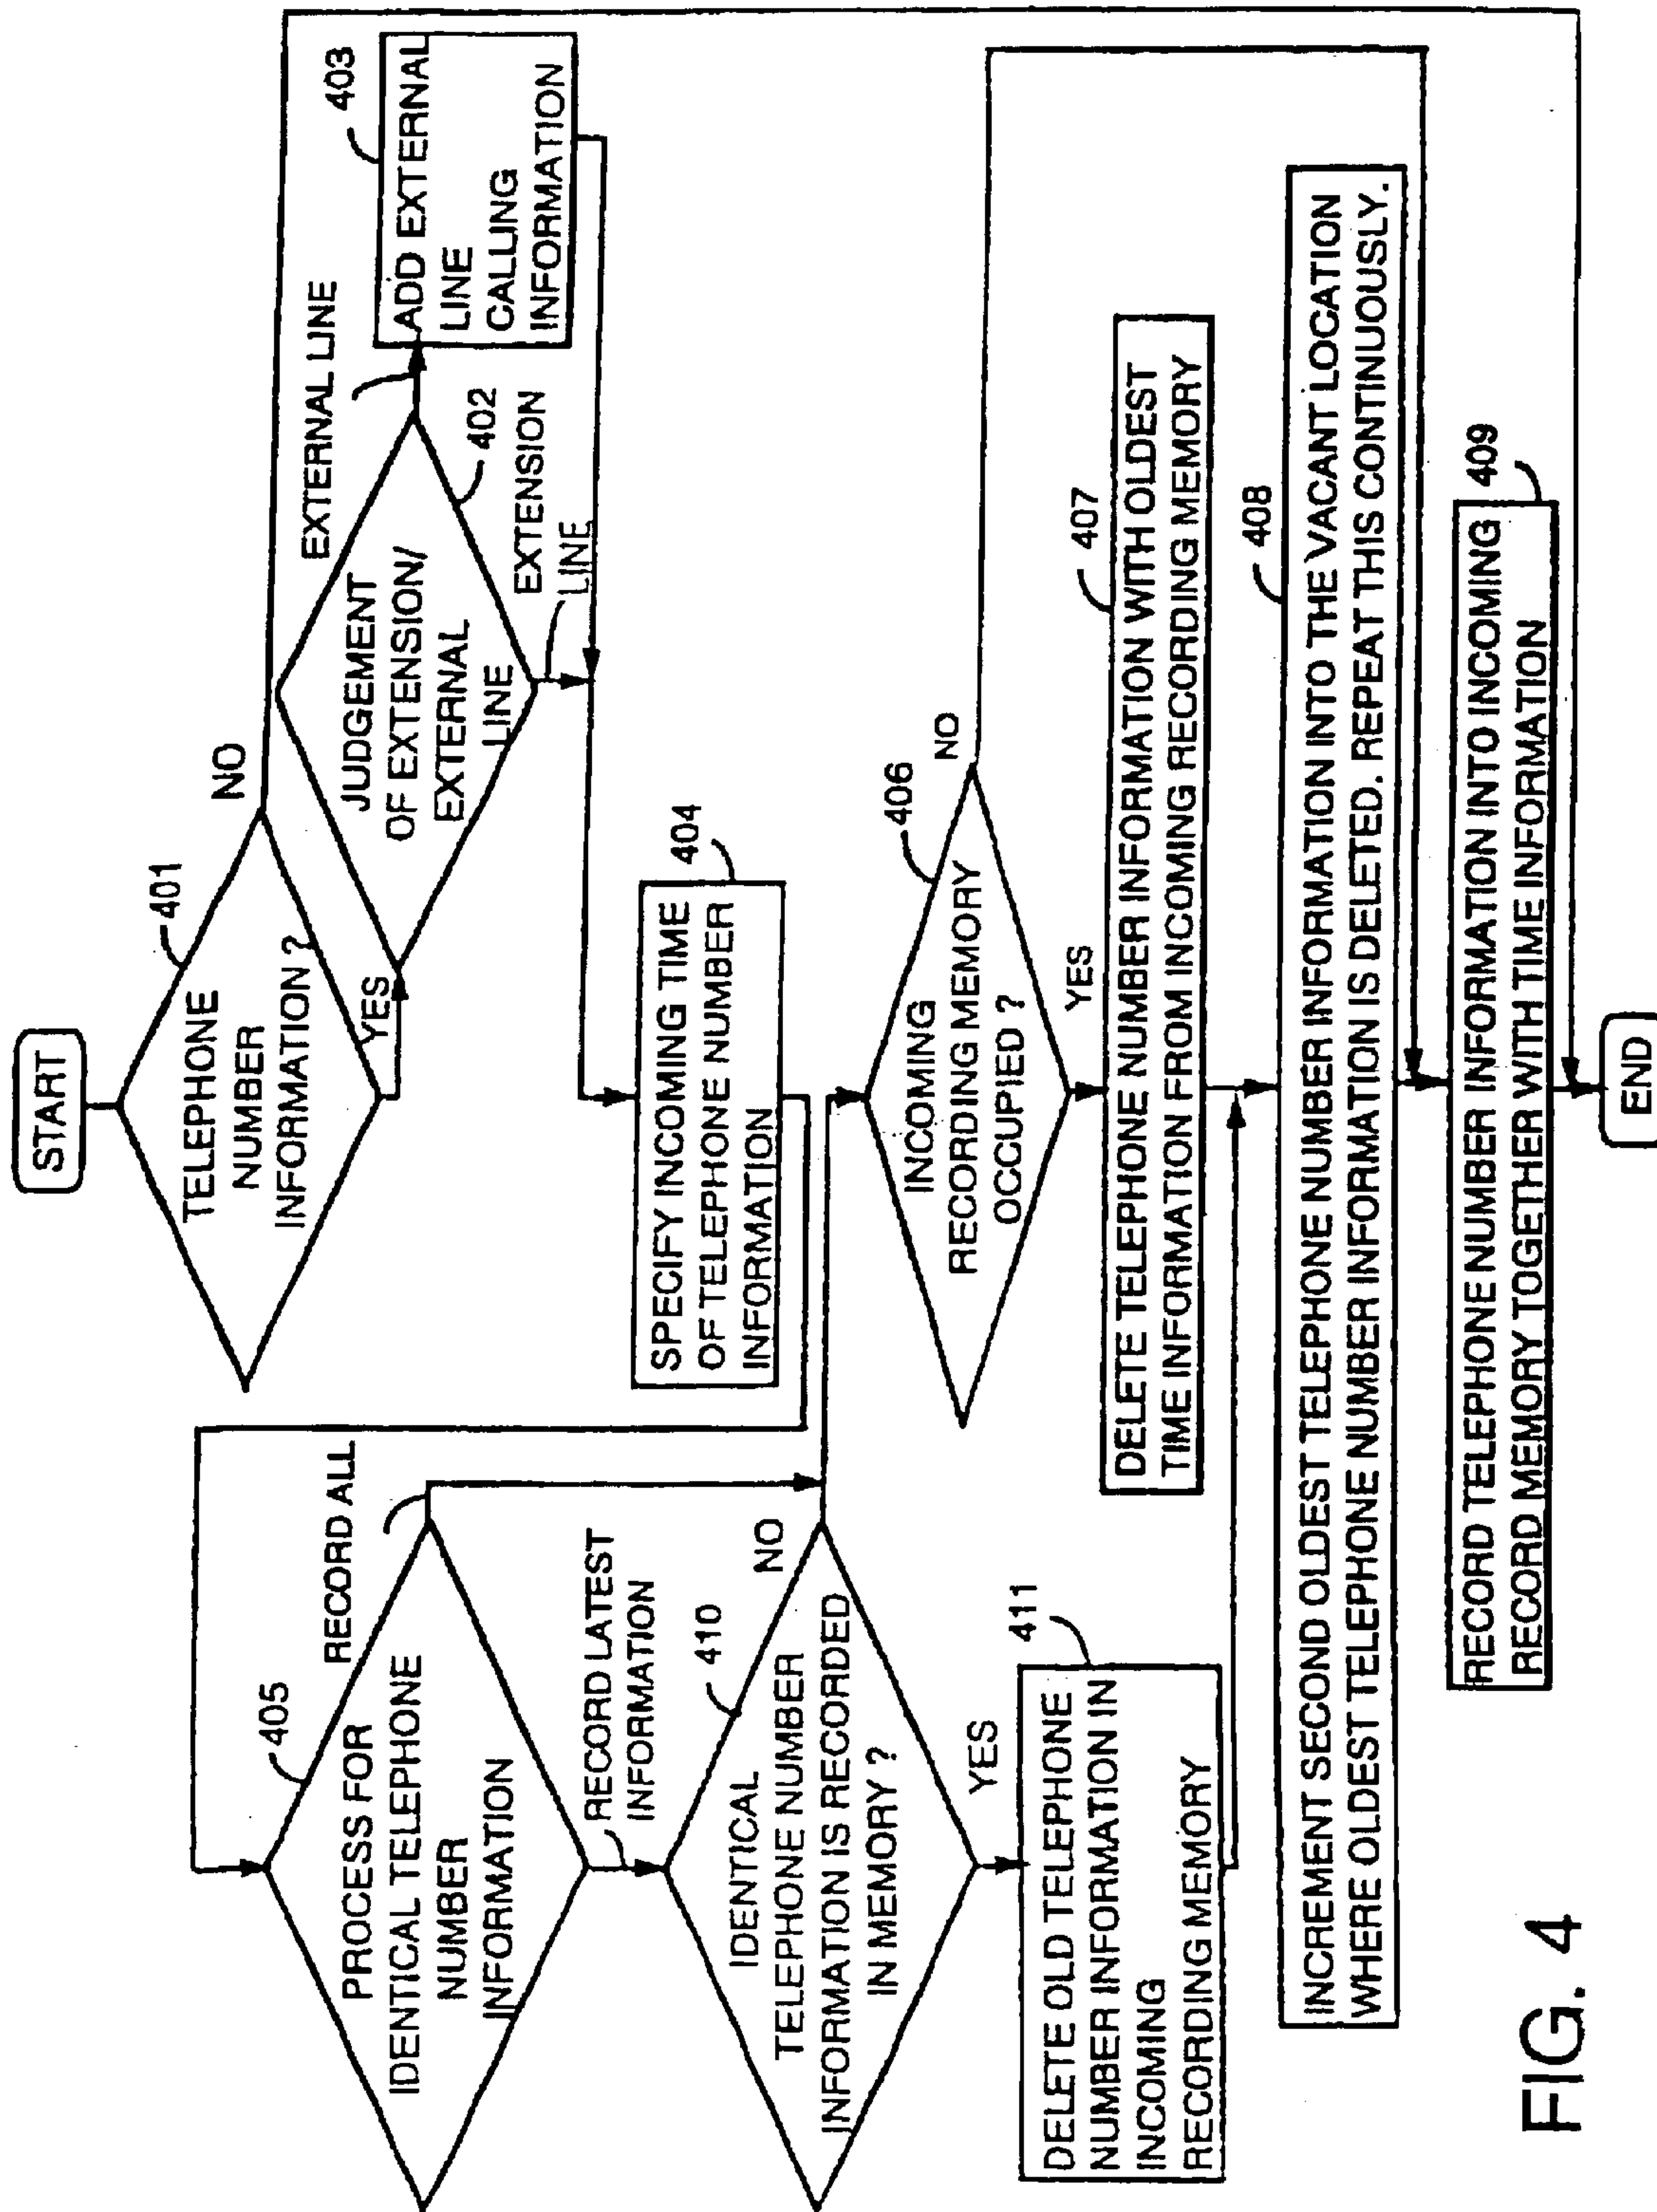 START
401
TELEPHONE
NUMBER
INFORMATION ?
NO
YES
JUDGEMENT
OF EXTENSION/
EXTERNAL
LINE
402
EXTERNAL LINE
403
ADD EXTERNAL
LINE
CALLING
INFORMATION
EXTENSION
LINE
404
SPECIFY INCOMING TIME
OF TELEPHONE NUMBER
INFORMATION
405
PROCESS FOR
IDENTICAL TELEPHONE
NUMBER
INFORMATION
RECORD ALL
RECORD LATEST
INFORMATION
410
IDENTICAL
TELEPHONE NUMBER
INFORMATION IS RECORDED
IN MEMORY ?
NO
YES
411
DELETE OLD TELEPHONE
NUMBER INFORMATION IN
INCOMING
RECORDING MEMORY
406
INCOMING
RECORDING MEMORY
OCCUPIED ?
NO
YES
407
DELETE TELEPHONE NUMBER INFORMATION WITH OLDEST
TIME INFORMATION FROM INCOMING RECORDING MEMORY
408
INCREMENT SECOND OLDEST TELEPHONE NUMBER INFORMATION INTO THE VACANT LOCATION
WHERE OLDEST TELEPHONE NUMBER INFORMATION IS DELETED. REPEAT THIS CONTINUOUSLY.
409
RECORD TELEPHONE NUMBER INFORMATION INTO INCOMING
RECORD MEMORY TOGETHER WITH TIME INFORMATION
END
FIG. 4